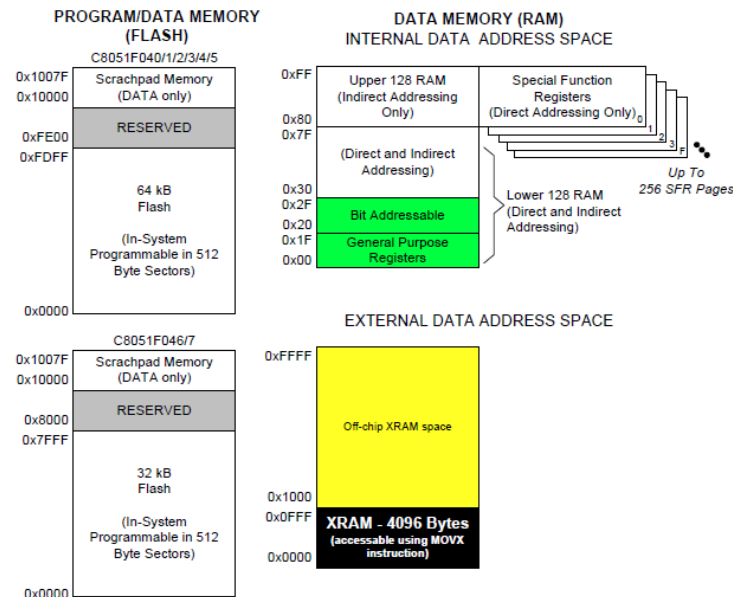 PROGRAM/DATA MEMORY
(FLASH)
C8051F040/1/2/3/4/5
0x1007F
0x10000
Scrachpad Memory
(DATA only)
RESERVED
0xFE00
0xFDFF
64 kB
Flash
(In-System
Programmable in 512
Byte Sectors)
0x0000
C8051F046/7
0x1007F
0x10000
Scrachpad Memory
(DATA only)
RESERVED
0x8000
0x7FFF
32 kB
Flash
(In-System
Programmable in 512
Byte Sectors)
0x0000
DATA MEMORY (RAM)
INTERNAL DATA ADDRESS SPACE
0xFF
Upper 128 RAM
(Indirect Addressing
Only)
0x80
Special Function
Registers
(Direct Addressing Only)
0
1
2
3
F
Up To
256 SFR Pages
0x7F
(Direct and Indirect
Addressing)
0x30
0x2F
Bit Addressable
0x20
0x1F
General Purpose
Registers
0x00
Lower 128 RAM
(Direct and Indirect
Addressing)
EXTERNAL DATA ADDRESS SPACE
0xFFFF
Off-chip XRAM space
0x1000
0x0FFF
XRAM - 4096 Bytes
(accessable using MOVX
instruction)
0x0000